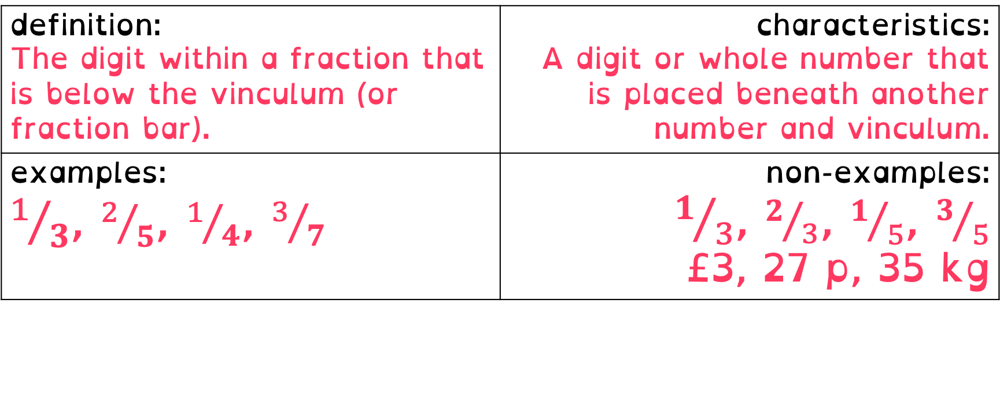 definition:
The digit within a fraction that
is below the vinculum (or
fraction bar).
characteristics:
A digit or whole number that
is placed beneath another
number and vinculum.
examples:
1/3, 2/5, 1/4, 3/7
non-examples:
1/3, 2/3, 1/5, 3/5
£3, 27 p, 35 kg